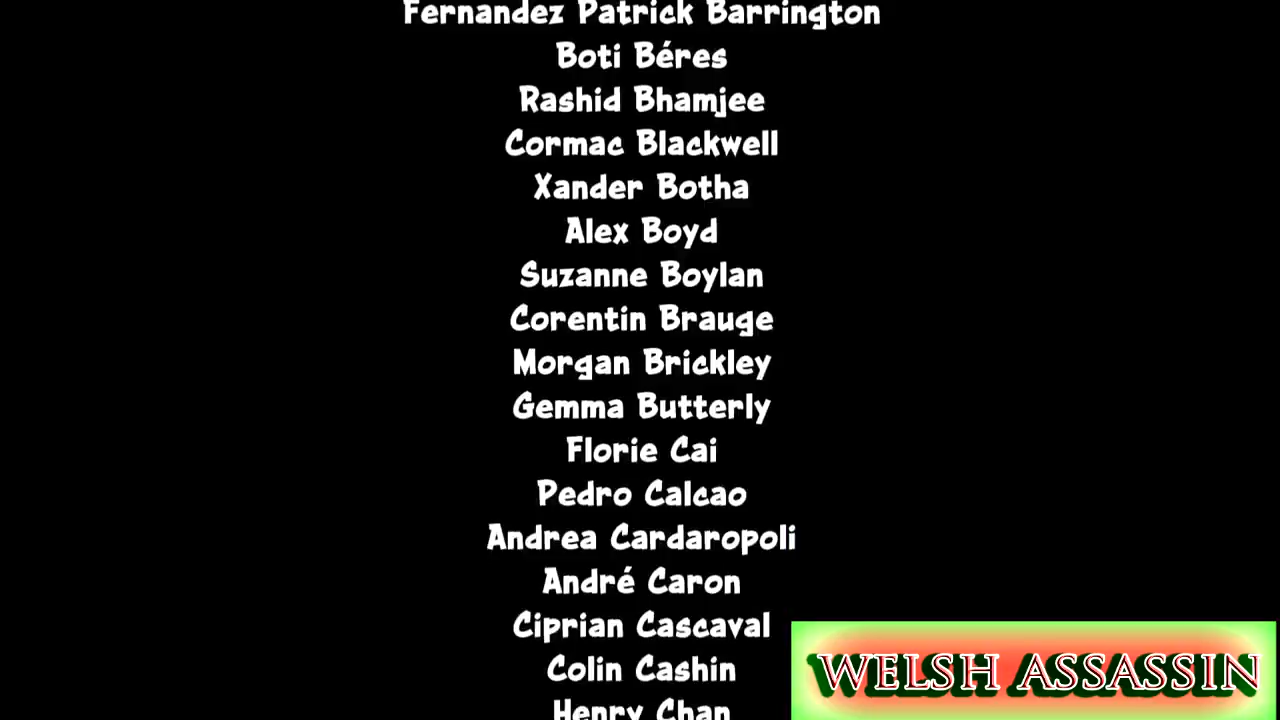 Fernandez Patrick Barrington
Boti Béres
Rashid Bhamjee
Cormac Blackwell
Xander Botha
Alex Boyd
Suzanne Boylan
Corentin Brauge
Morgan Brickley
Gemma Butterly
Florie Cai
Pedro Calcao
Andrea Cardaropoli
André Caron
Ciprian Cascaval
Colin Cashin
WELSH ASSASSIN
Henry Chan